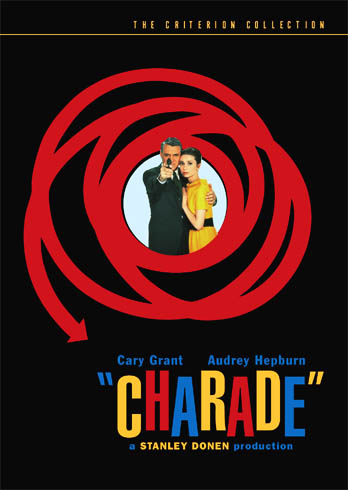 THE CRITERION COLLECTION
Cary Grant Audrey Hepburn
"CHARADE"
a STANLEY DONEN production